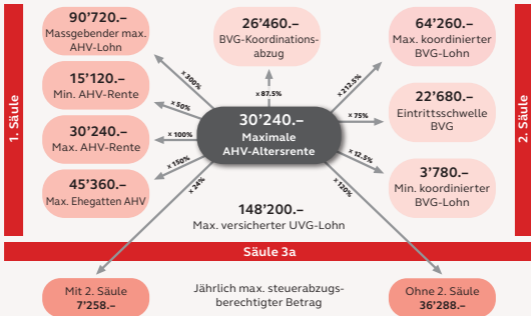 90’720.–
Massgebender max.
AHV-Lohn
26’460.–
BVG-Koordinations-
abzug
64’260.–
Max. koordinierter
BVG-Lohn
x 300%
x 87.5%
x 212.5%
15’120.–
Min. AHV-Rente
x 50%
22’680.–
Eintrittsschwelle
BVG
x 75%
1. Säule
2. Säule
30’240.–
Max. AHV-Rente
x 100%
30’240.–
Maximale
AHV-Altersrente
45’360.–
Max. Ehegatten AHV
x 150%
x 12.5%
3’780.–
Min. koordinierter
BVG-Lohn
x 24%
x 120%
148’200.–
Max. versicherter UVG-Lohn
Säule 3a
Mit 2. Säule
7’258.–
Jährlich max. steuerabzugs-
berechtigter Betrag
Ohne 2. Säule
36’288.–